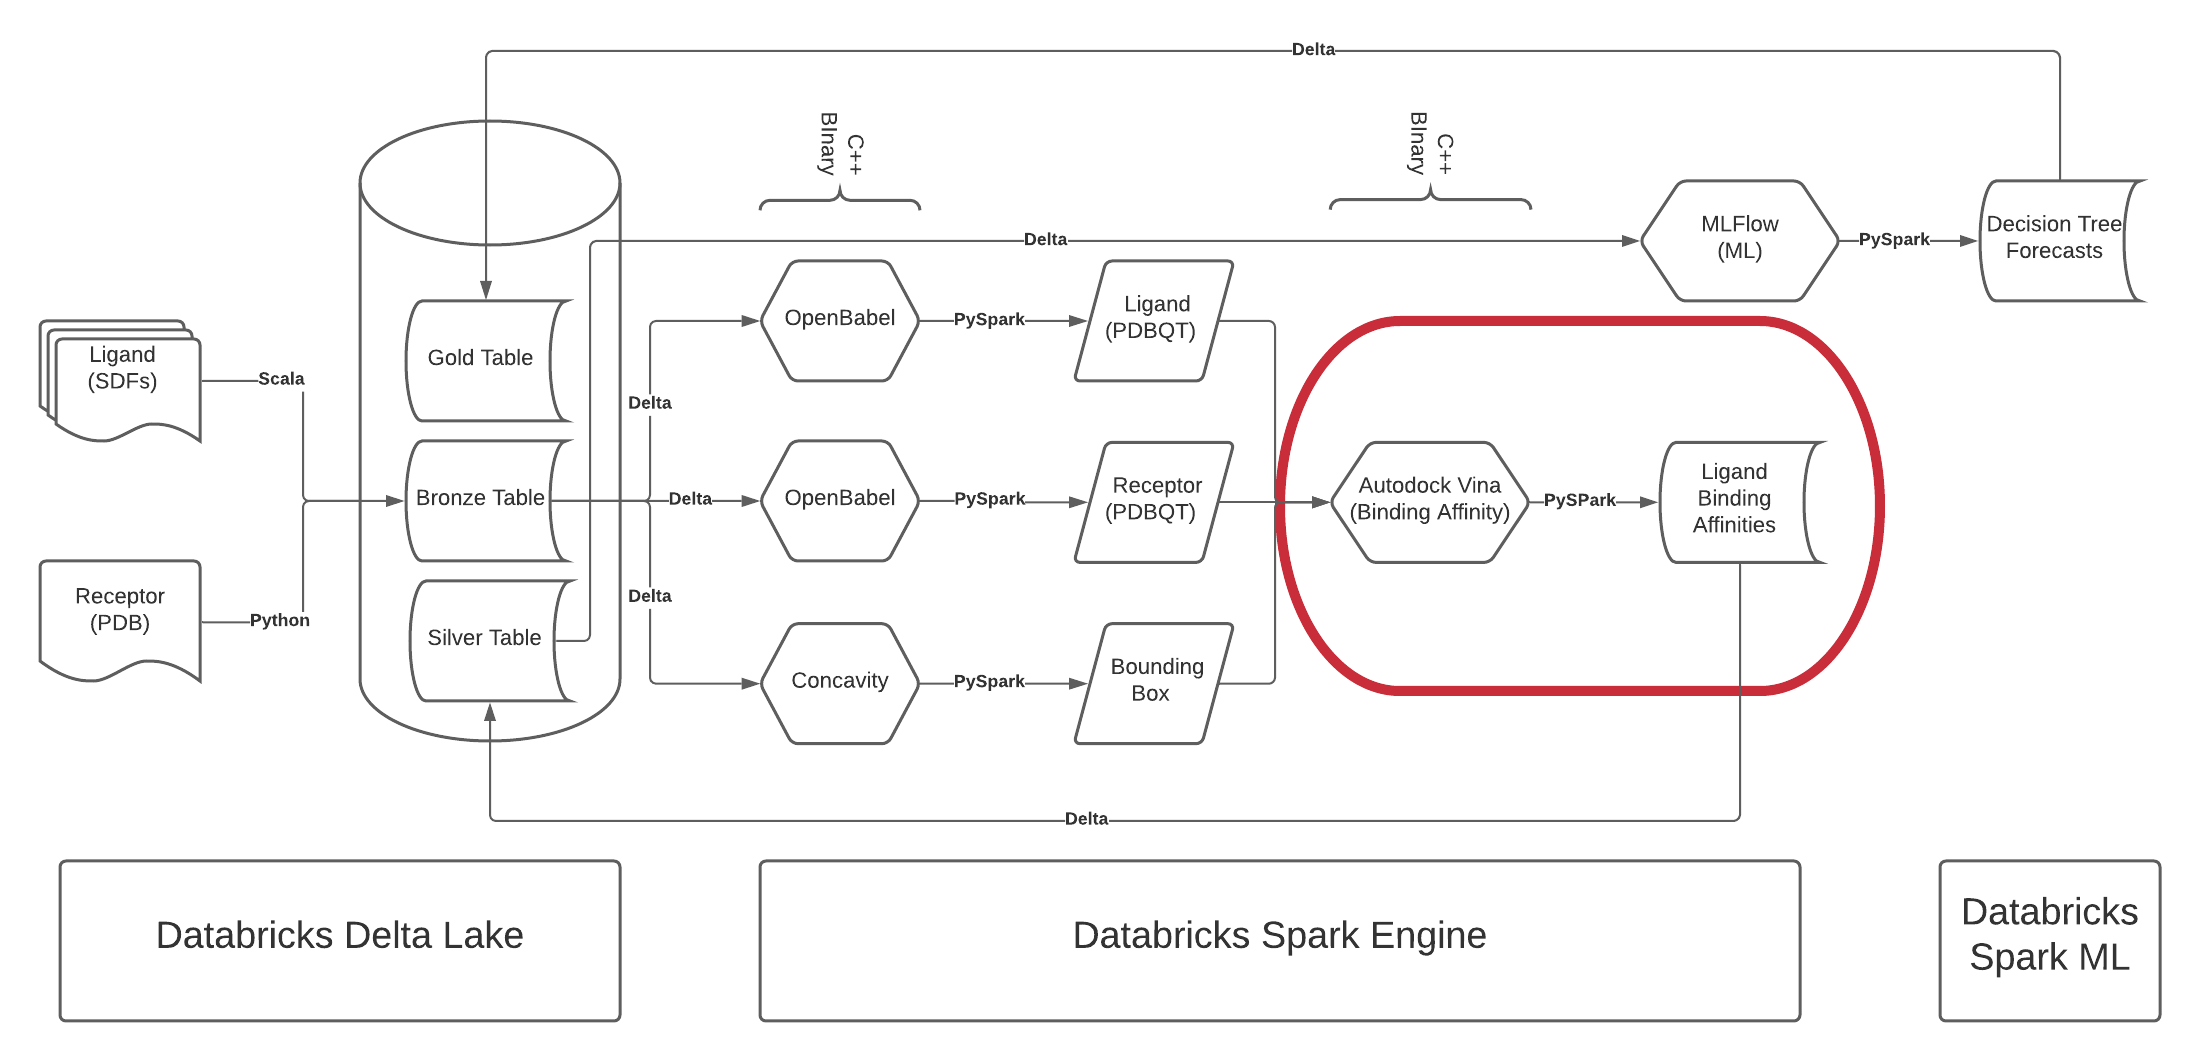 Delta
C++
BInary
C++
BInary
MLFlow
(ML)
PySpark
Decision Tree
Forecasts
Delta
Ligand
(SDFs)
Scala
Gold Table
Delta
OpenBabel
PySpark
Ligand
(PDBQT)
Bronze Table
Delta
OpenBabel
PySpark
Receptor
(PDBQT)
Autodock Vina
(Binding Affinity)
PySPark
Ligand
Binding
Affinities
Receptor
(PDB)
Python
Silver Table
Delta
Concavity
PySpark
Bounding
Box
Delta
Databricks Delta Lake
Databricks Spark Engine
Databricks
Spark ML